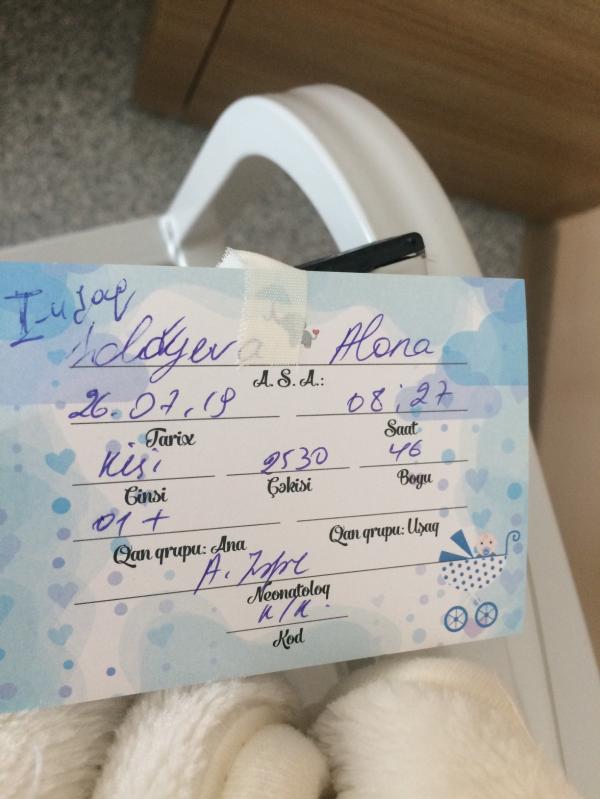 I-uşaq
Alona
A. S. A.:
26.07.19 08:27
Tarix Saat
Kişi 2530 46
Cinsi Çəkisi Boyu
01 +
Qan qrupu: Ana Qan qrupu: Uşaq
A.
Neonatoloq
Kod